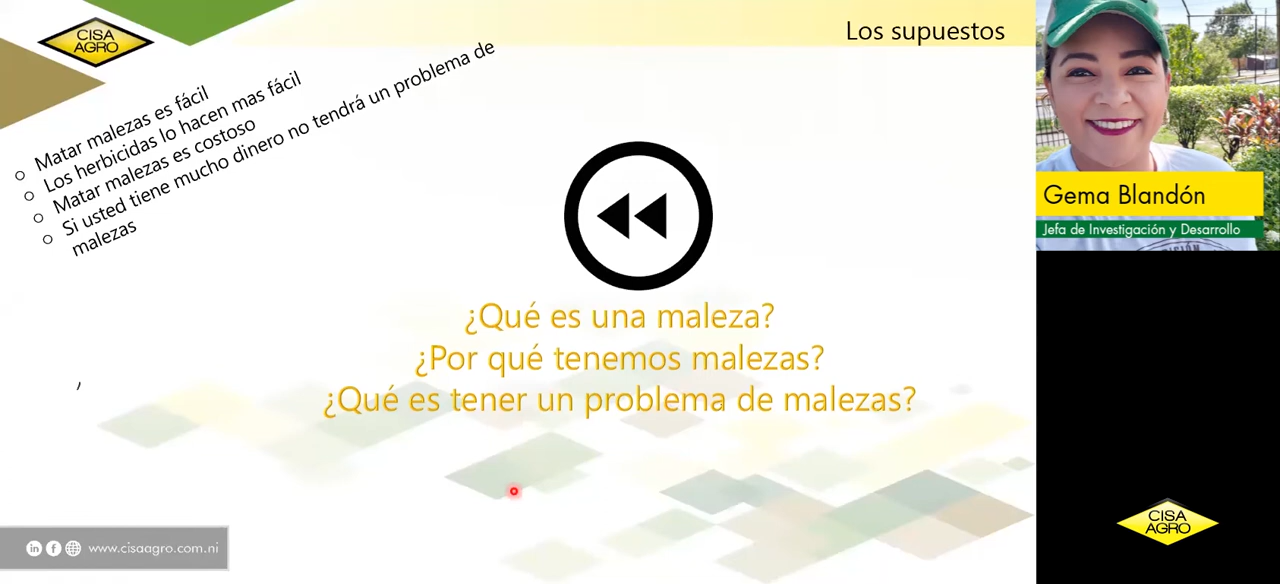 CISA
AGRO
Los supuestos
○ Matar malezas es fácil
○ Los herbicidas lo hacen mas fácil
○ Matar malezas es costoso
○ Si usted tiene mucho dinero no tendrá un problema de
malezas
¿Qué es una maleza?
¿Por qué tenemos malezas?
¿Qué es tener un problema de malezas?
,
www.cisaagro.com.ni
Gema Blandón
Jefa de Investigación y Desarrollo
CISA
AGRO